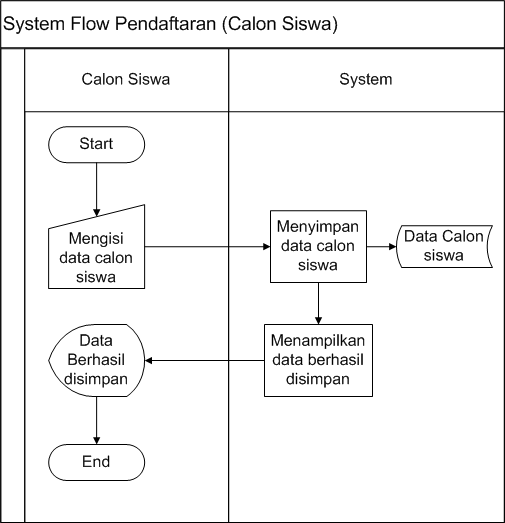 System Flow Pendaftaran (Calon Siswa)
Calon Siswa
System
Start
Mengisi
data calon
siswa
Menyimpan
data calon
siswa
Data Calon
siswa
Menampilkan
data berhasil
disimpan
Data
Berhasil
disimpan
End